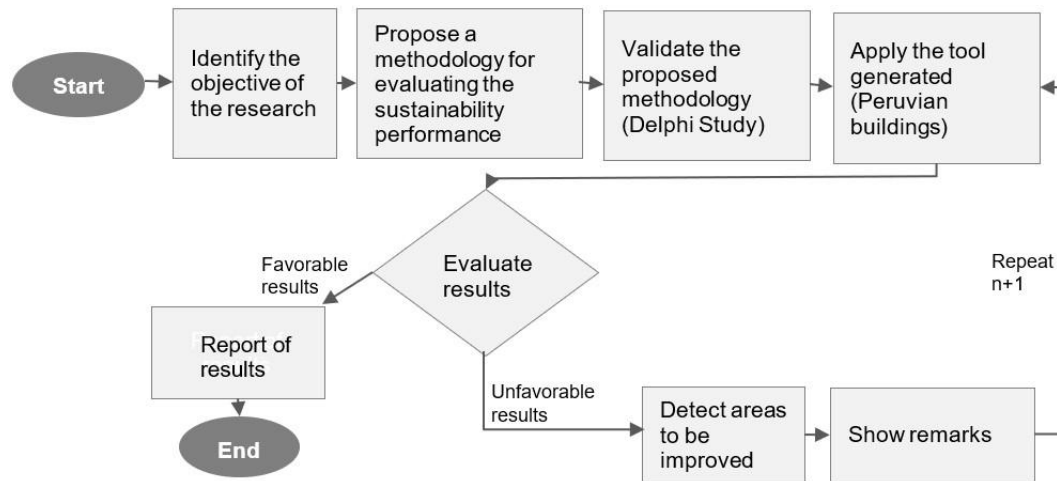 Start
Identify the
objective of
the research
Propose a
methodology for
evaluating the
sustainability
performance
Validate the
proposed
methodology
(Delphi Study)
Apply the tool
generated
(Peruvian
buildings)
Evaluate
results
Favorable
results
Repeat
n+1
Report of
results
Unfavorable
results
Detect areas
to be
improved
Show remarks
End